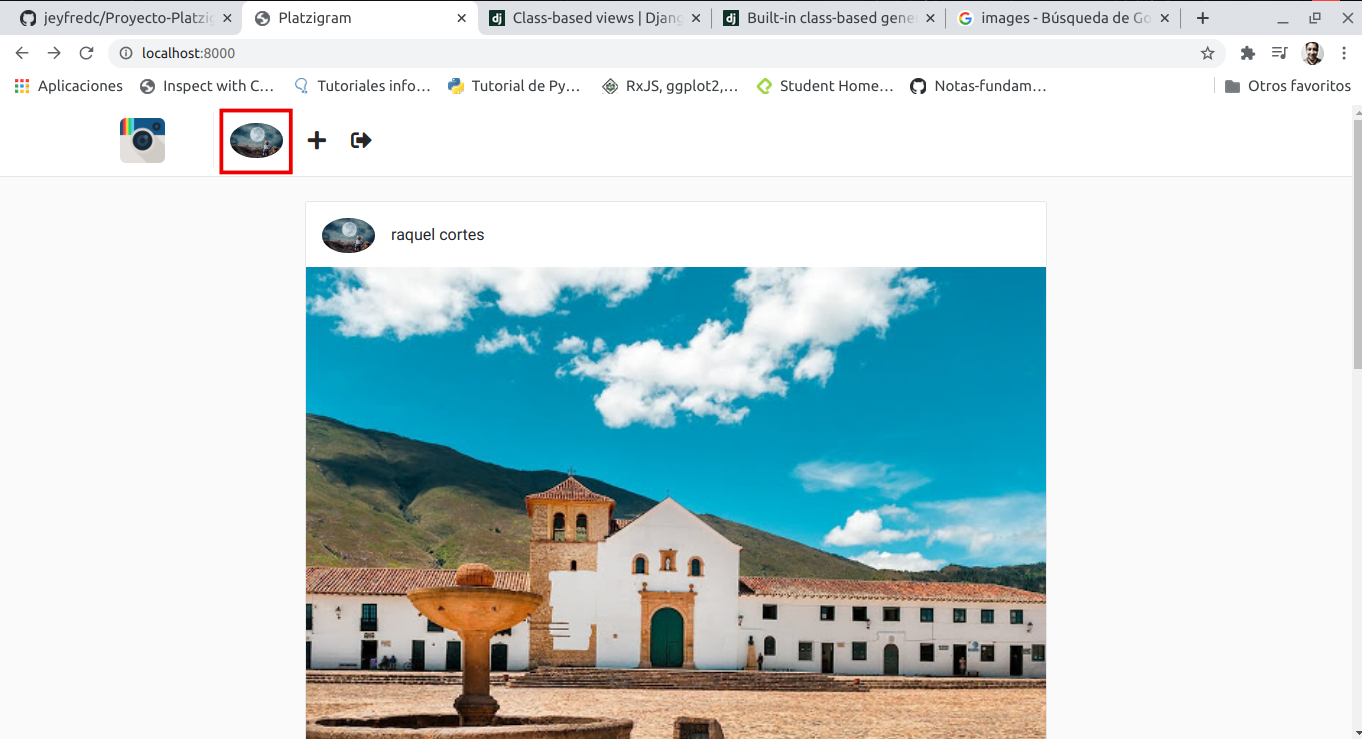 jeyfredc/Proyecto-Platzig
Platzigram
Class-based views | Djang
Built-in class-based gene
images - Búsqueda de Go
localhost:8000
Aplicaciones
Inspect with C...
Tutoriales info...
Tutorial de Py...
RxJS, ggplot2,...
Student Home...
Notas-fundam...
Otros favoritos
raquel cortes